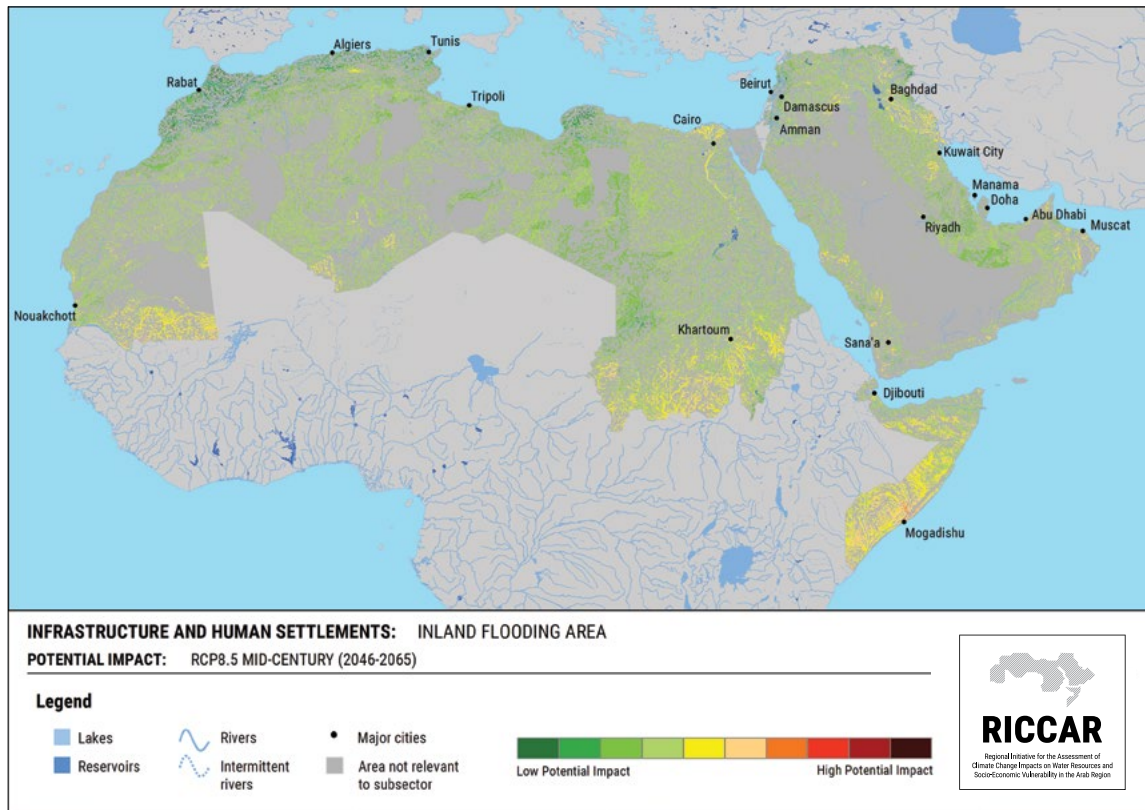 Algiers
Tunis
Rabat
Tripoli
Beirut
Damascus
Baghdad
Cairo
Amman
Kuwait City
Manama
Doha
Abu Dhabi
Muscat
Riyadh
Nouakchott
Khartoum
Sana'a
Djibouti
Mogadishu
INFRASTRUCTURE AND HUMAN SETTLEMENTS: INLAND FLOODING AREA
POTENTIAL IMPACT: RCP8.5 MID-CENTURY (2046-2065)
Legend
Lakes
Reservoirs
Rivers
Intermittent
rivers
Major cities
Area not relevant
to subsector
Low Potential Impact
High Potential Impact
RICCAR
Regional Initiative for the Assessment of
Climate Change Impacts on Water Resources and
Socio-Economic Vulnerability in the Arab Region